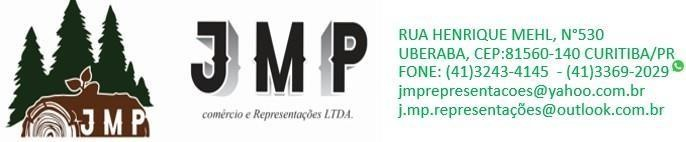 JMP
JMP
comércio e Representações LTDA.
RUA HENRIQUE MEHL, N°530
UBERABA, CEP:81560-140 CURITIBA/PR
FONE: (41)3243-4145 - (41)3369-2029
jmprepresentacoes@yahoo.com.br
j.mp.representações@outlook.com.br